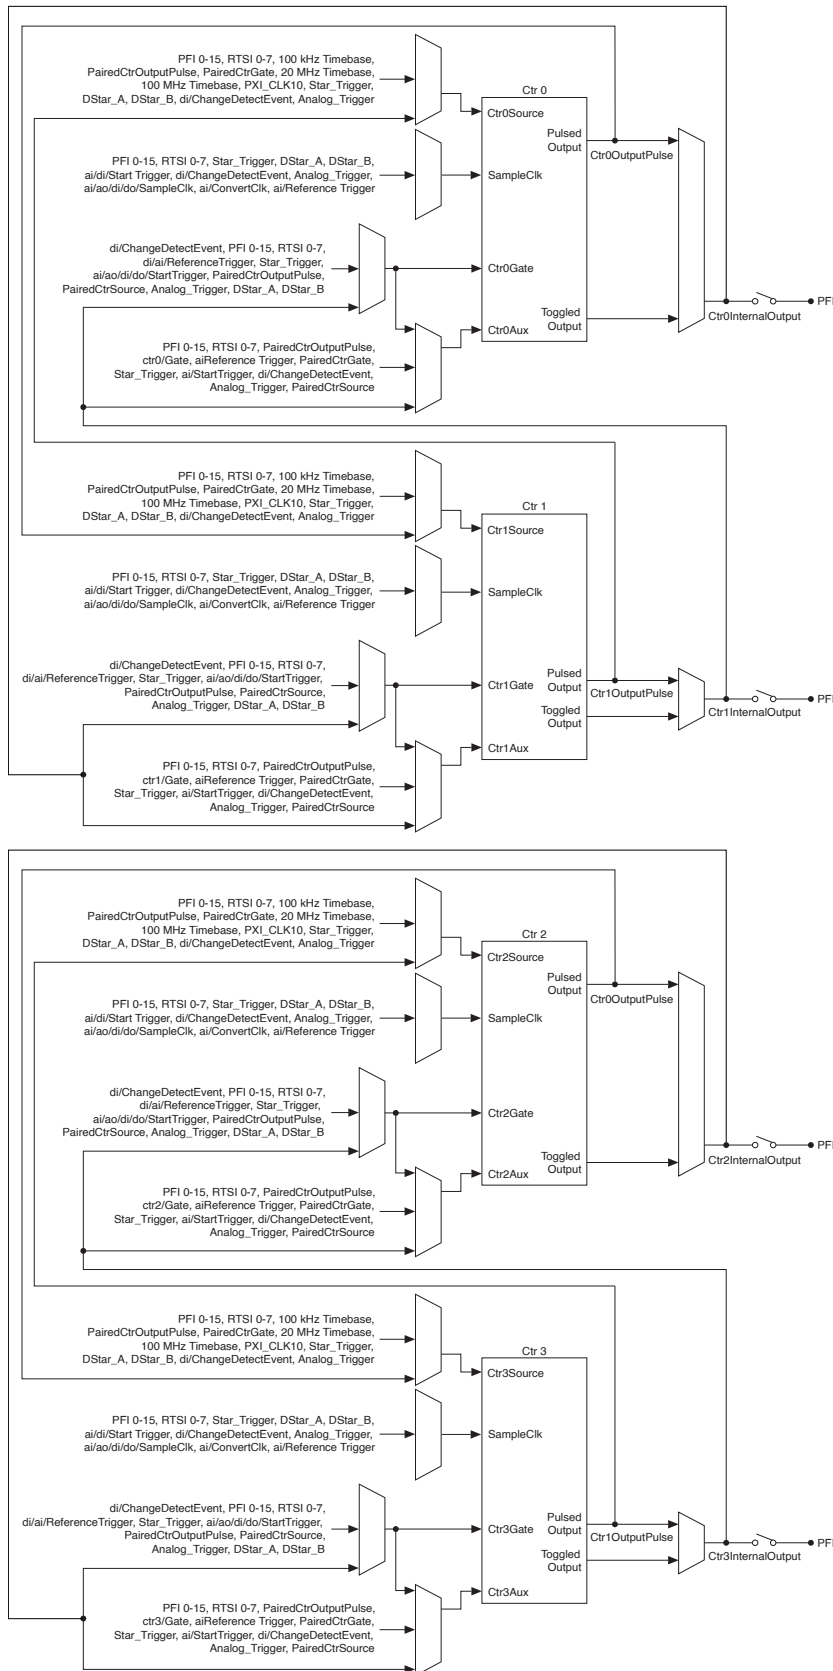 PFI 0-15, RTSI 0-7, 100 kHz Timebase,
PairedCtrOutputPulse, PairedCtrGate, 20 MHz Timebase,
100 MHz Timebase, PXI_CLK10, Star_Trigger,
DStar_A, DStar_B, di/ChangeDetectEvent, Analog_Trigger
Ctr 0
Ctr0Source
Pulsed
Output
Ctr0OutputPulse
PFI 0-15, RTSI 0-7, Star_Trigger, DStar_A, DStar_B,
ai/di/Start Trigger, di/ChangeDetectEvent, Analog_Trigger,
ai/ao/di/do/SampleClk, ai/ConvertClk, ai/Reference Trigger
SampleClk
di/ChangeDetectEvent, PFI 0-15, RTSI 0-7,
di/ai/ReferenceTrigger, Star_Trigger,
ai/ao/di/do/StartTrigger, PairedCtrOutputPulse,
PairedCtrSource, Analog_Trigger, DStar_A, DStar_B
Ctr0Gate
Toggled
Output
Ctr0InternalOutput
PFI
Ctr0Aux
PFI 0-15, RTSI 0-7, PairedCtrOutputPulse,
ctr0/Gate, aiReference Trigger, PairedCtrGate,
Star_Trigger, ai/StartTrigger, di/ChangeDetectEvent,
Analog_Trigger, PairedCtrSource
PFI 0-15, RTSI 0-7, 100 kHz Timebase,
PairedCtrOutputPulse, PairedCtrGate, 20 MHz Timebase,
100 MHz Timebase, PXI_CLK10, Star_Trigger,
DStar_A, DStar_B, di/ChangeDetectEvent, Analog_Trigger
Ctr 1
Ctr1Source
PFI 0-15, RTSI 0-7, Star_Trigger, DStar_A, DStar_B,
ai/di/Start Trigger, di/ChangeDetectEvent, Analog_Trigger,
ai/ao/di/do/SampleClk, ai/ConvertClk, ai/Reference Trigger
SampleClk
di/ChangeDetectEvent, PFI 0-15, RTSI 0-7,
di/ai/ReferenceTrigger, Star_Trigger, ai/ao/di/do/StartTrigger,
PairedCtrOutputPulse, PairedCtrSource,
Analog_Trigger, DStar_A, DStar_B
Ctr1Gate
Pulsed
Output
Ctr1OutputPulse
Toggled
Output
Ctr1InternalOutput
PFI
Ctr1Aux
PFI 0-15, RTSI 0-7, PairedCtrOutputPulse,
ctr1/Gate, aiReference Trigger, PairedCtrGate,
Star_Trigger, ai/StartTrigger, di/ChangeDetectEvent,
Analog_Trigger, PairedCtrSource
PFI 0-15, RTSI 0-7, 100 kHz Timebase,
PairedCtrOutputPulse, PairedCtrGate, 20 MHz Timebase,
100 MHz Timebase, PXI_CLK10, Star_Trigger,
DStar_A, DStar_B, di/ChangeDetectEvent, Analog_Trigger
Ctr 2
Ctr2Source
Pulsed
Output
Ctr0OutputPulse
PFI 0-15, RTSI 0-7, Star_Trigger, DStar_A, DStar_B,
ai/di/Start Trigger, di/ChangeDetectEvent, Analog_Trigger,
ai/ao/di/do/SampleClk, ai/ConvertClk, ai/Reference Trigger
SampleClk
di/ChangeDetectEvent, PFI 0-15, RTSI 0-7,
di/ai/ReferenceTrigger, Star_Trigger,
ai/ao/di/do/StartTrigger, PairedCtrOutputPulse,
PairedCtrSource, Analog_Trigger, DStar_A, DStar_B
Ctr2Gate
Toggled
Output
Ctr2InternalOutput
PFI
Ctr2Aux
PFI 0-15, RTSI 0-7, PairedCtrOutputPulse,
ctr2/Gate, aiReference Trigger, PairedCtrGate,
Star_Trigger, ai/StartTrigger, di/ChangeDetectEvent,
Analog_Trigger, PairedCtrSource
PFI 0-15, RTSI 0-7, 100 kHz Timebase,
PairedCtrOutputPulse, PairedCtrGate, 20 MHz Timebase,
100 MHz Timebase, PXI_CLK10, Star_Trigger,
DStar_A, DStar_B, di/ChangeDetectEvent, Analog_Trigger
Ctr 3
Ctr3Source
PFI 0-15, RTSI 0-7, Star_Trigger, DStar_A, DStar_B,
ai/di/Start Trigger, di/ChangeDetectEvent, Analog_Trigger,
ai/ao/di/do/SampleClk, ai/ConvertClk, ai/Reference Trigger
SampleClk
di/ChangeDetectEvent, PFI 0-15, RTSI 0-7,
di/ai/ReferenceTrigger, Star_Trigger, ai/ao/di/do/StartTrigger,
PairedCtrOutputPulse, PairedCtrSource,
Analog_Trigger, DStar_A, DStar_B
Ctr3Gate
Pulsed
Output
Ctr1OutputPulse
Toggled
Output
Ctr3InternalOutput
PFI
Ctr3Aux
PFI 0-15, RTSI 0-7, PairedCtrOutputPulse,
ctr3/Gate, aiReference Trigger, PairedCtrGate,
Star_Trigger, ai/StartTrigger, di/ChangeDetectEvent,
Analog_Trigger, PairedCtrSource